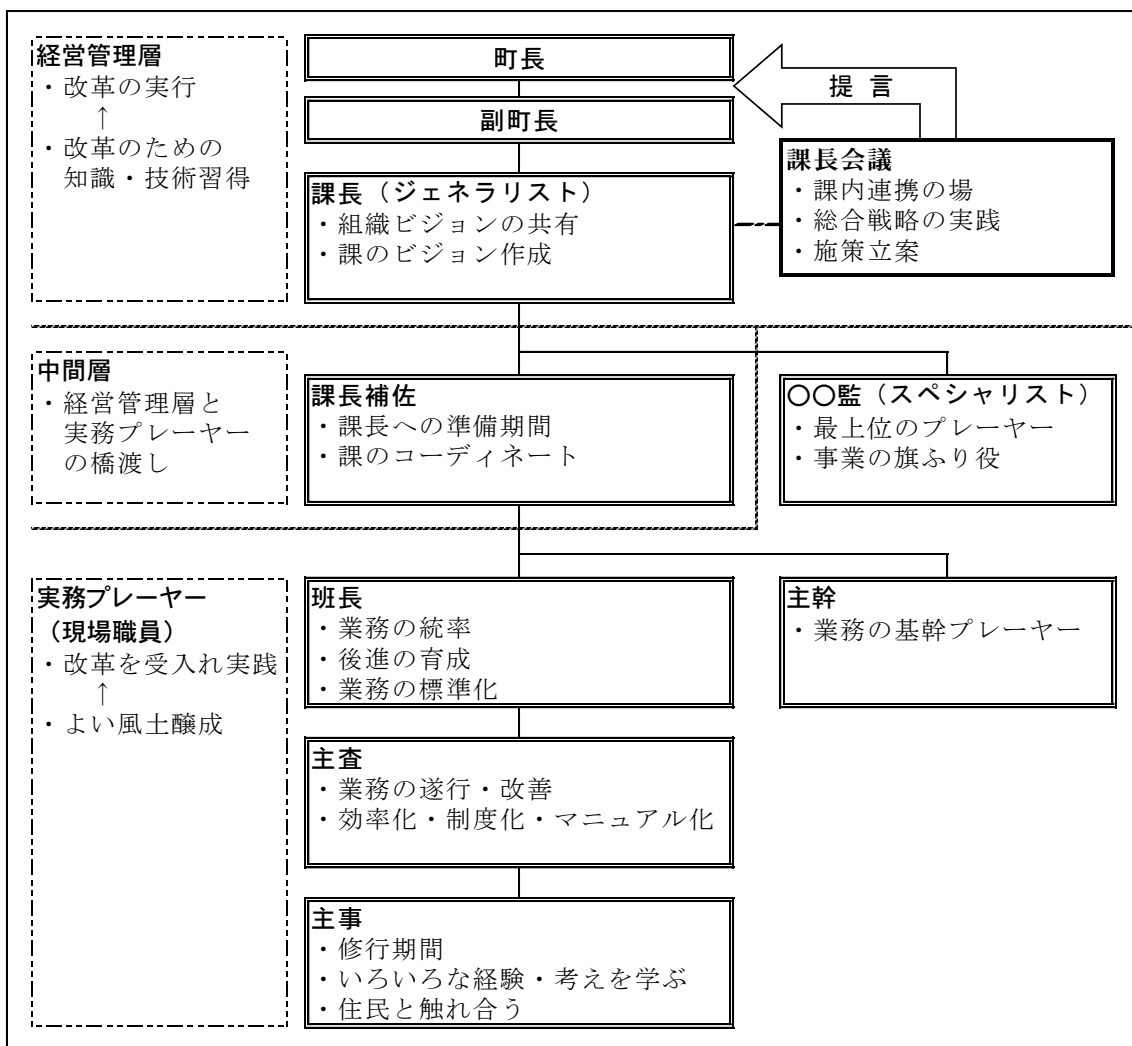 経営管理層
・改革の実行
↑
・改革のための
知識・技術習得
町長
副町長
提 言
課長（ジェネラリスト）
・組織ビジョンの共有
・課のビジョン作成
課長会議
・課内連携の場
・総合戦略の実践
・施策立案
中間層
・経営管理層と
実務プレーヤー
の橋渡し
課長補佐
・課長への準備期間
・課のコーディネート
〇〇監（スペシャリスト）
・最上位のプレーヤー
・事業の旗ふり役
実務プレーヤー
（現場職員）
・改革を受入れ実践
↑
・よい風土醸成
班長
・業務の統率
・後進の育成
・業務の標準化
主幹
・業務の基幹プレーヤー
主査
・業務の遂行・改善
・効率化・制度化・マニュアル化
主事
・修行期間
・いろいろな経験・考えを学ぶ
・住民と触れ合う